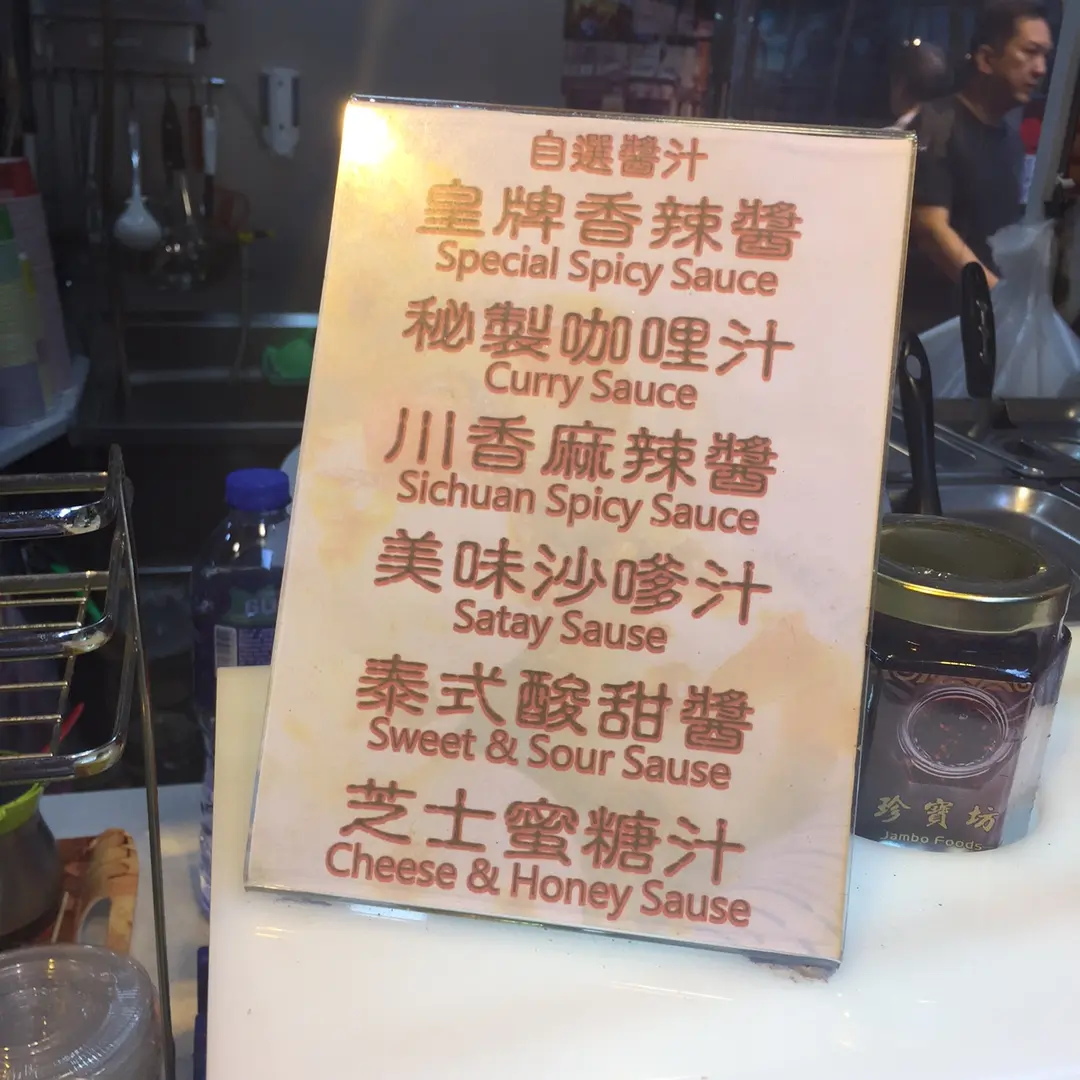 自選醬汁
皇牌香辣醬
Special Spicy Sauce
秘製咖哩汁
Curry Sauce
川香麻辣醬
Sichuan Spicy Sauce
美味沙嗲汁
Satay Sause
泰式酸甜醬
Sweet & Sour Sause
芝士蜜糖汁
Cheese & Honey Sause
珍寶坊
Jambo Foods